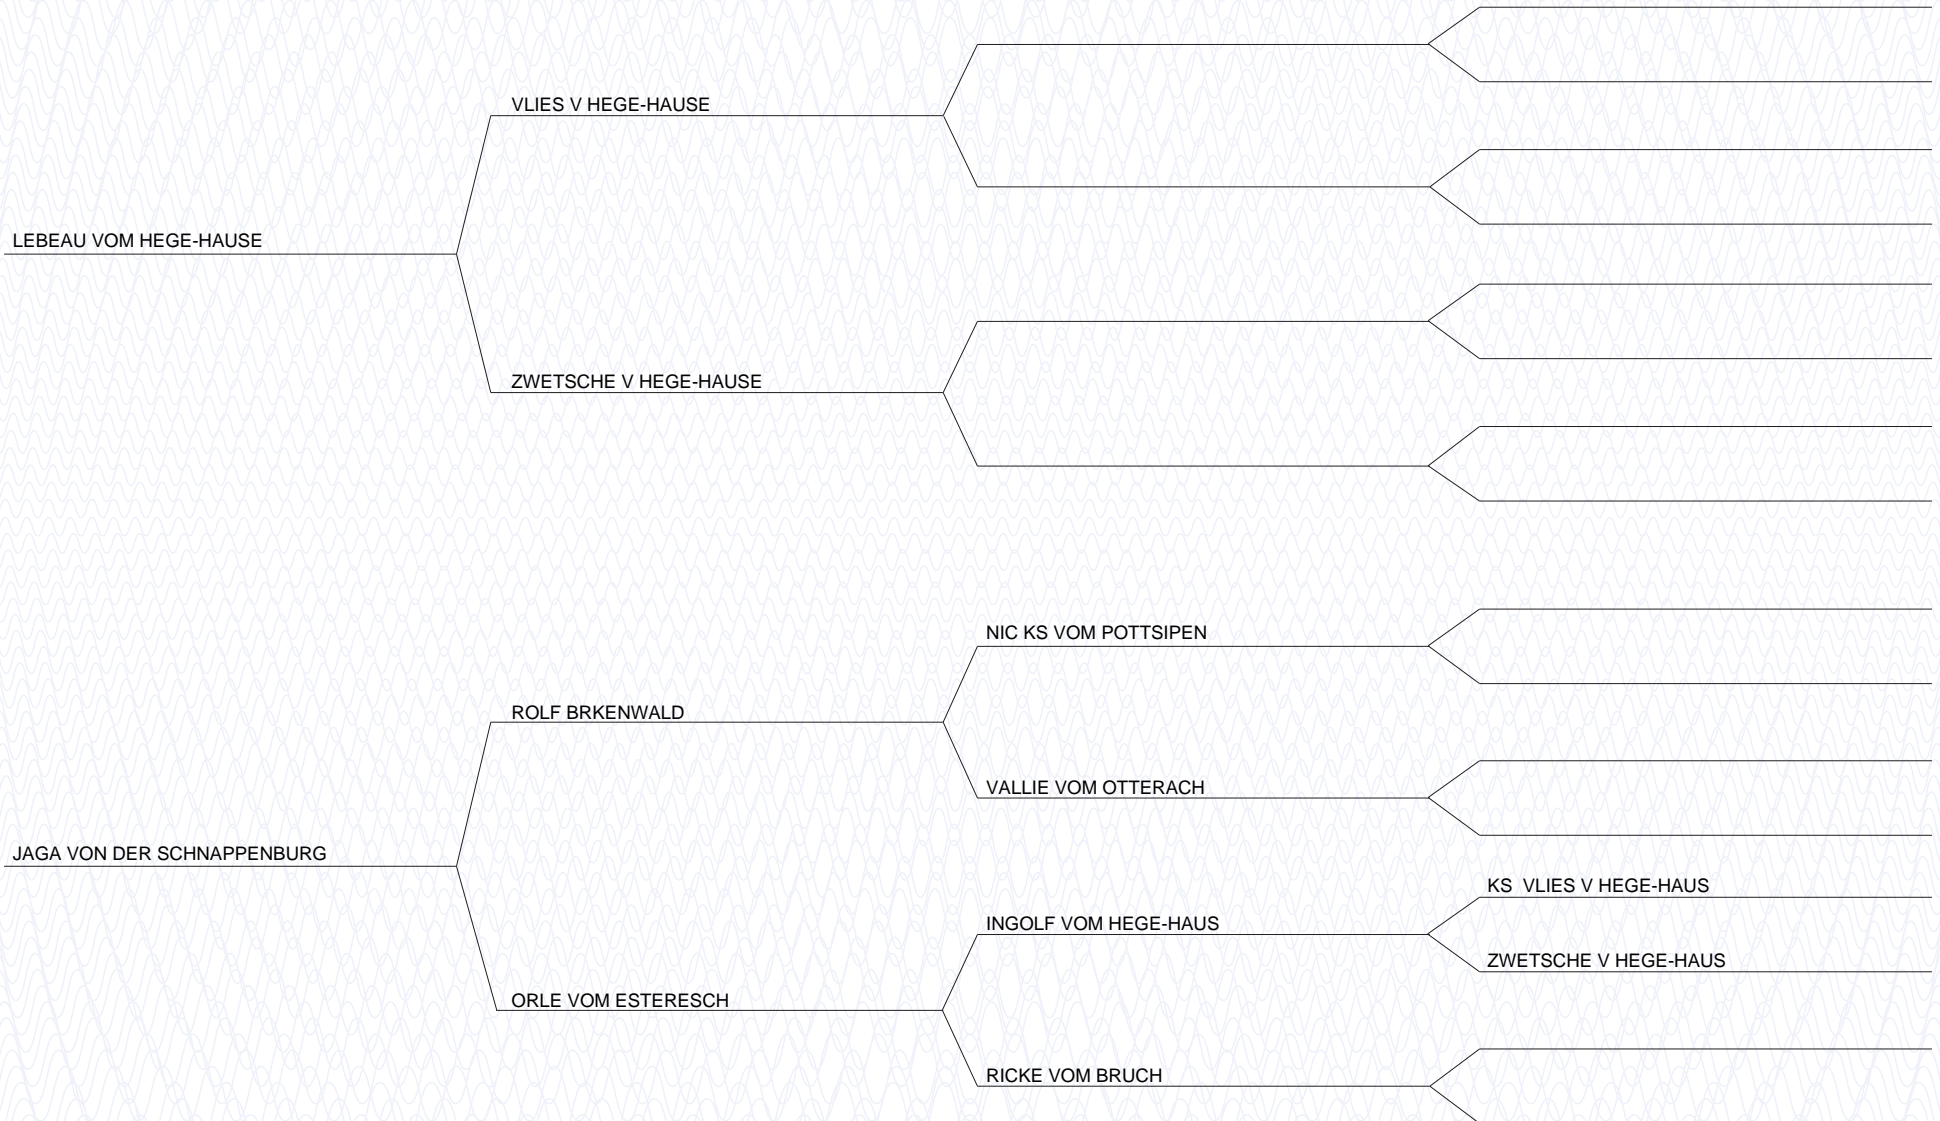 VLIES V HEGE-HAUSE
LEBEAU VOM HEGE-HAUSE
ZWETSCHE V HEGE-HAUSE
NIC KS VOM POTTSIPEN
ROLF BRKENWALD
VALLIE VOM OTTERACH
JAGA VON DER SCHNAPPENBURG
KS  VLIES V HEGE-HAUS
INGOLF VOM HEGE-HAUS
ZWETSCHE V HEGE-HAUS
ORLE VOM ESTERESCH
RICKE VOM BRUCH